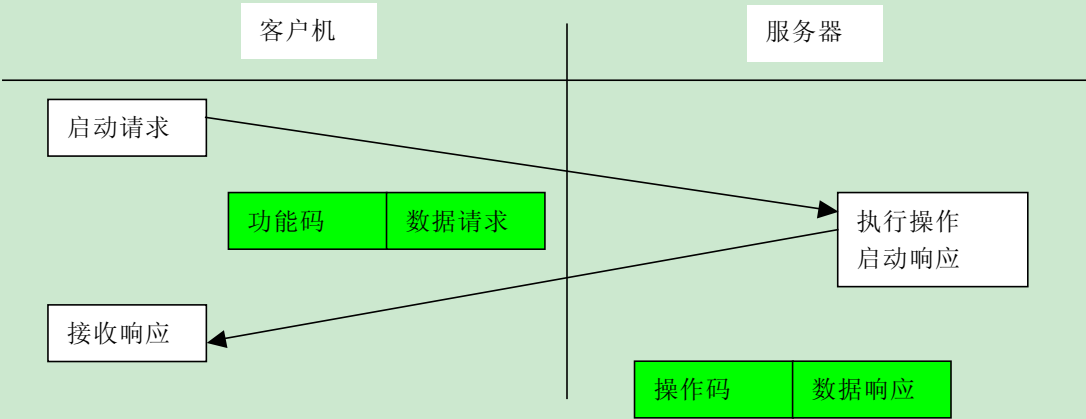 客户机
服务器
启动请求
功能码
数据请求
执行操作
启动响应
接收响应
操作码
数据响应